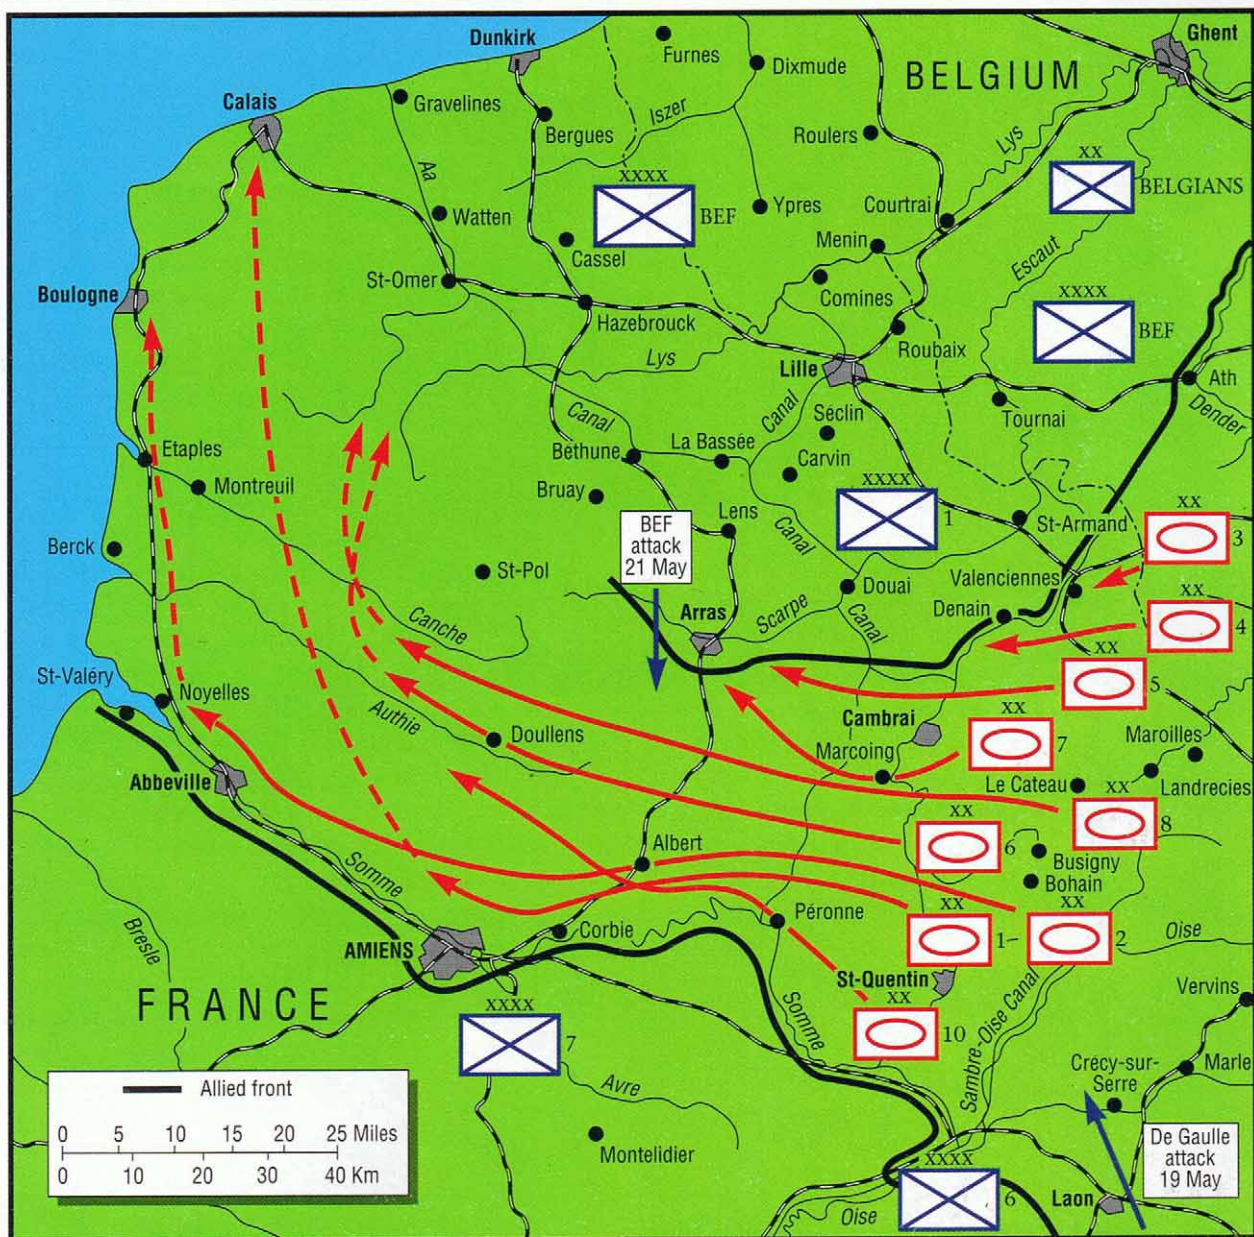 Dunkirk
Furnes
Dixmude
BELGIUM
Ghent
Calais
Gravelines
Bergues
Iszer
Roulers
Lys
Aa
XXXX
BEF
XX
BELGIANS
Watten
Ypres
Courtrai
Cassel
Menin
Escaut
St-Omer
Comines
XXXX
BEF
Boulogne
Hazebrouck
Roubaix
Lys
Lille
Ath
Canal
Canal
Séclin
Tournai
Dender
Etaples
Béthune
La Bassée
Carvin
Montreuil
Bruay
XXXX
1
Lens
St-Armand
XX
3
BEF
attack
21 May
Canal
Berck
St-Pol
Douai
Valenciennes
Canche
Arras
Scarpe
Canal
Denain
XX
4
St-Valéry
Noyelles
XX
5
Authie
Doullens
Cambrai
XX
7
Marcoing
Maroilles
Abbeville
Le Cateau
Landrecies
XX
8
XX
6
Somme
Albert
Busigny
Bohain
Bresle
Péronne
XX
1
XX
2
Oise
AMIENS
Corbie
St-Quentin
FRANCE
Vervins
XXXX
7
Somme
XX
10
Sambre-Oise Canal
Crécy-sur-
Serre
Marle
Allied front
Avre
0 5 10 15 20 25 Miles
0 10 20 30 40 Km
Montelidier
De Gaulle
attack
19 May
XXXX
6
Oise
Laon